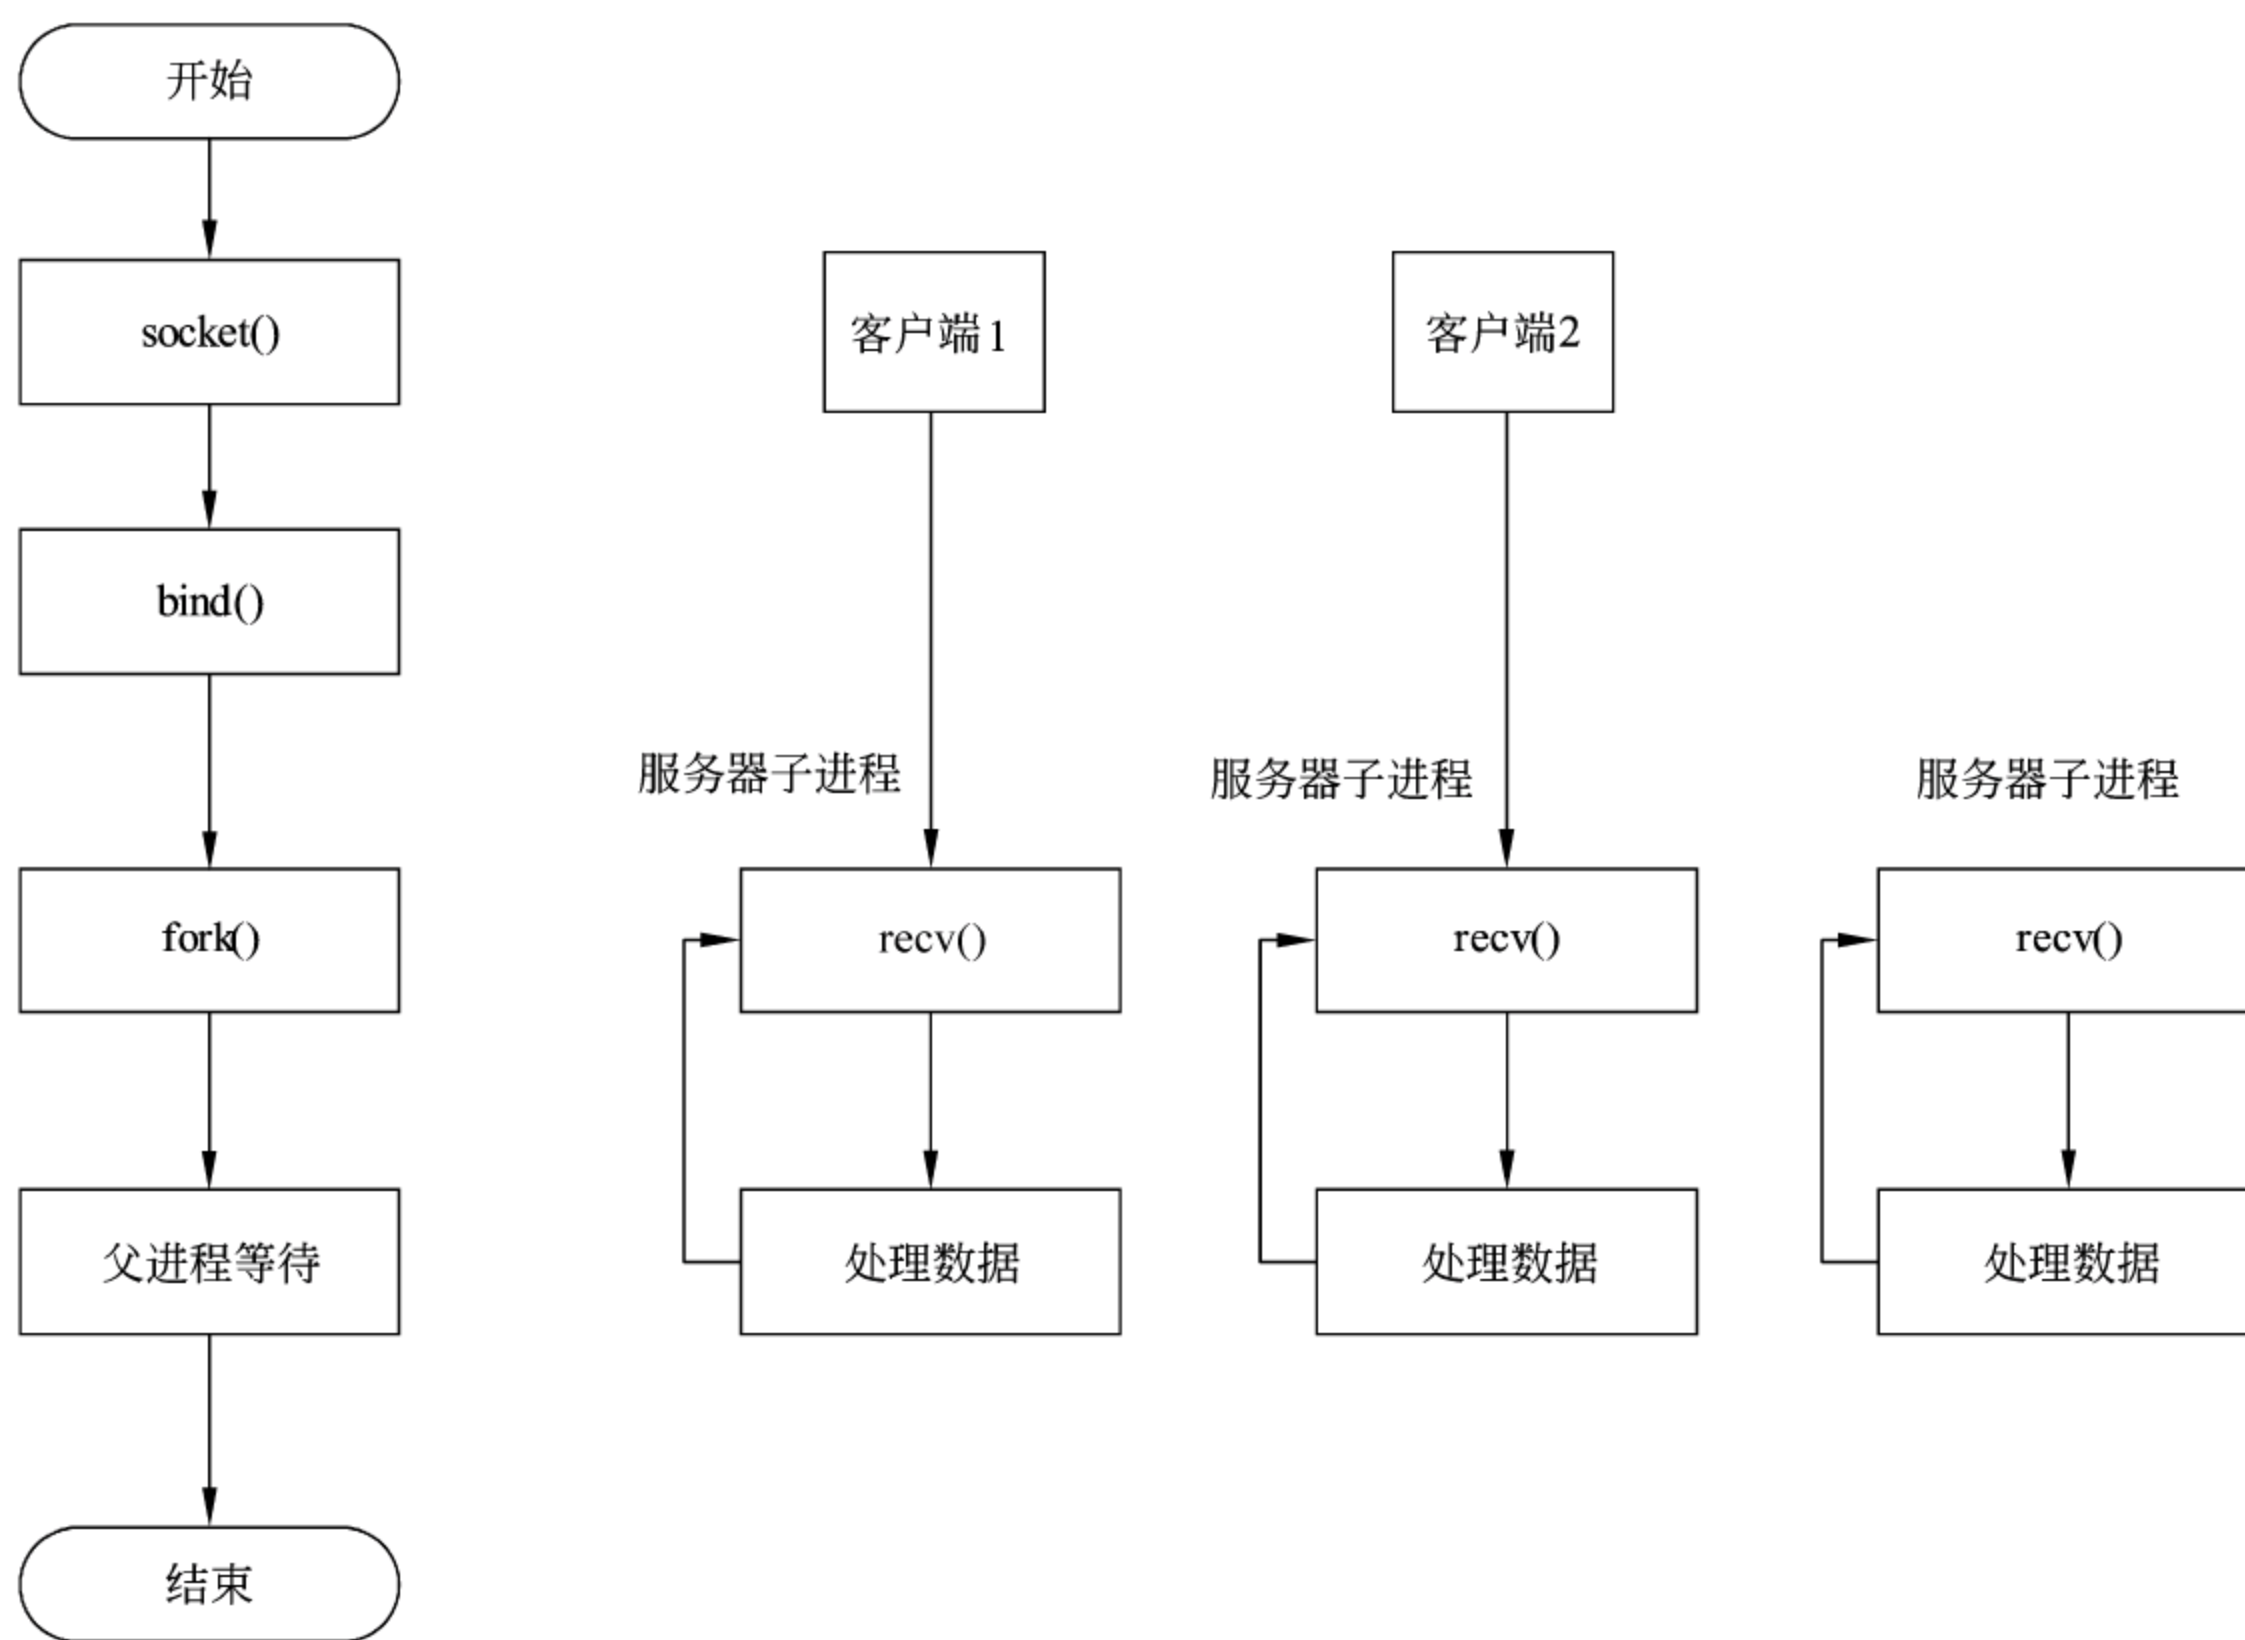 开始
socket()
bind()
fork()
父进程等待
结束
客户端1
服务器子进程
recv()
处理数据
客户端2
服务器子进程
recv()
处理数据
服务器子进程
recv()
处理数据